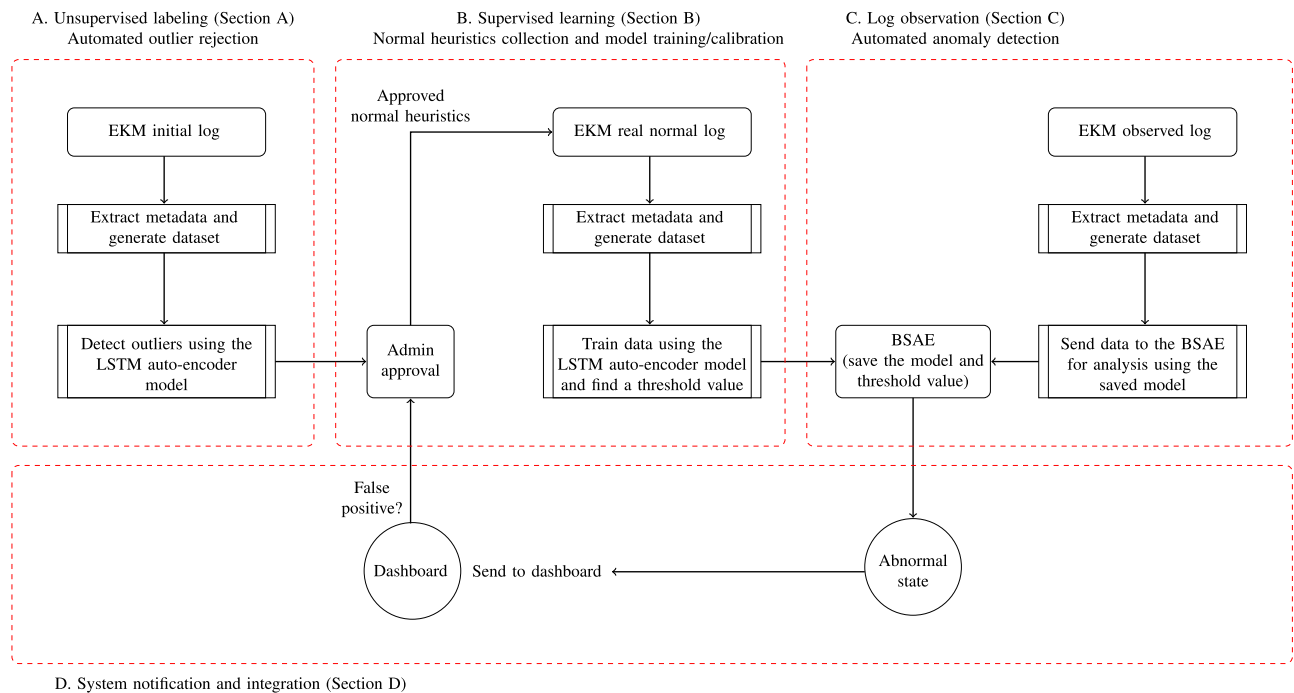 A. Unsupervised labeling (Section A)
Automated outlier rejection
B. Supervised learning (Section B)
Normal heuristics collection and model training/calibration
C. Log observation (Section C)
Automated anomaly detection
EKM initial log
Extract metadata and
generate dataset
Detect outliers using the
LSTM auto-encoder
model
Approved
normal heuristics
Admin
approval
EKM real normal log
Extract metadata and
generate dataset
Train data using the
LSTM auto-encoder model
and find a threshold value
EKM observed log
Extract metadata and
generate dataset
Send data to the BSAE
for analysis using the
saved model
BSAE
(save the model and
threshold value)
False
positive?
Dashboard
Send to dashboard
Abnormal
state
D. System notification and integration (Section D)